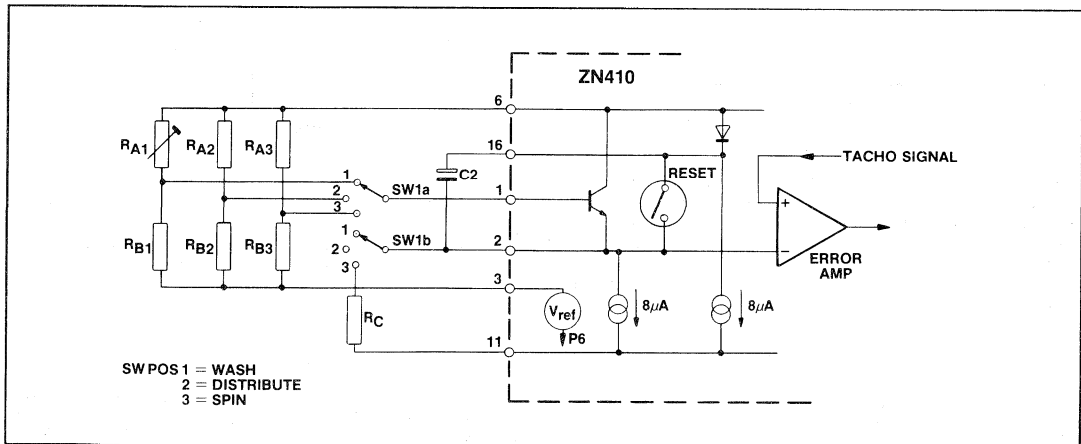 ZN410
6
RA1
RA2
RA3
16
RESET
TACHO SIGNAL
C2
1
2
3
SW1a
1
+
RB1
RB2
RB3
1
2
3
SW1b
2
−
ERROR
AMP
3
RC
Vref
P6
8μA
8μA
11
SW POS 1 = WASH
2 = DISTRIBUTE
3 = SPIN